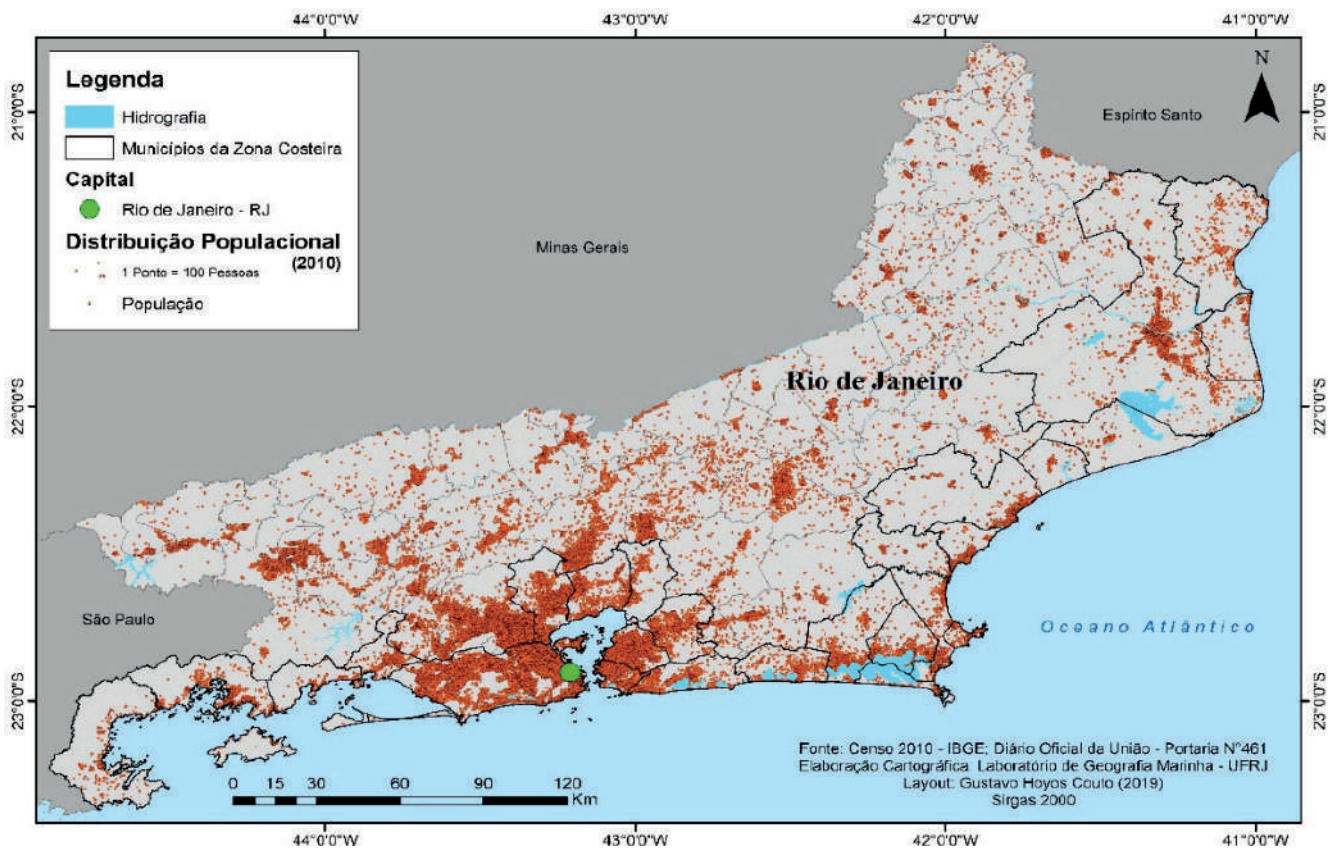 44°0'0"W 43°0'0"W 42°0'0"W 41°0'0"W
Legenda
Hidrografia
Municípios da Zona Costeira
Capital
Rio de Janeiro - RJ
Distribuição Populacional
(2010)
1 Ponto = 100 Pessoas
População
N
Espírito Santo
21°0'0"S 21°0'0"S
Minas Gerais
Rio de Janeiro
22°0'0"S 22°0'0"S
São Paulo
Oceano Atlântico
23°0'0"S 23°0'0"S
Fonte: Censo 2010 - IBGE; Diário Oficial da União - Portaria N°461
Elaboração Cartográfica: Laboratório de Geografia Marinha - UFRJ
Layout: Gustavo Hoyos Couto (2019)
Sirgas 2000
0 15 30 60 90 120
Km
44°0'0"W 43°0'0"W 42°0'0"W 41°0'0"W